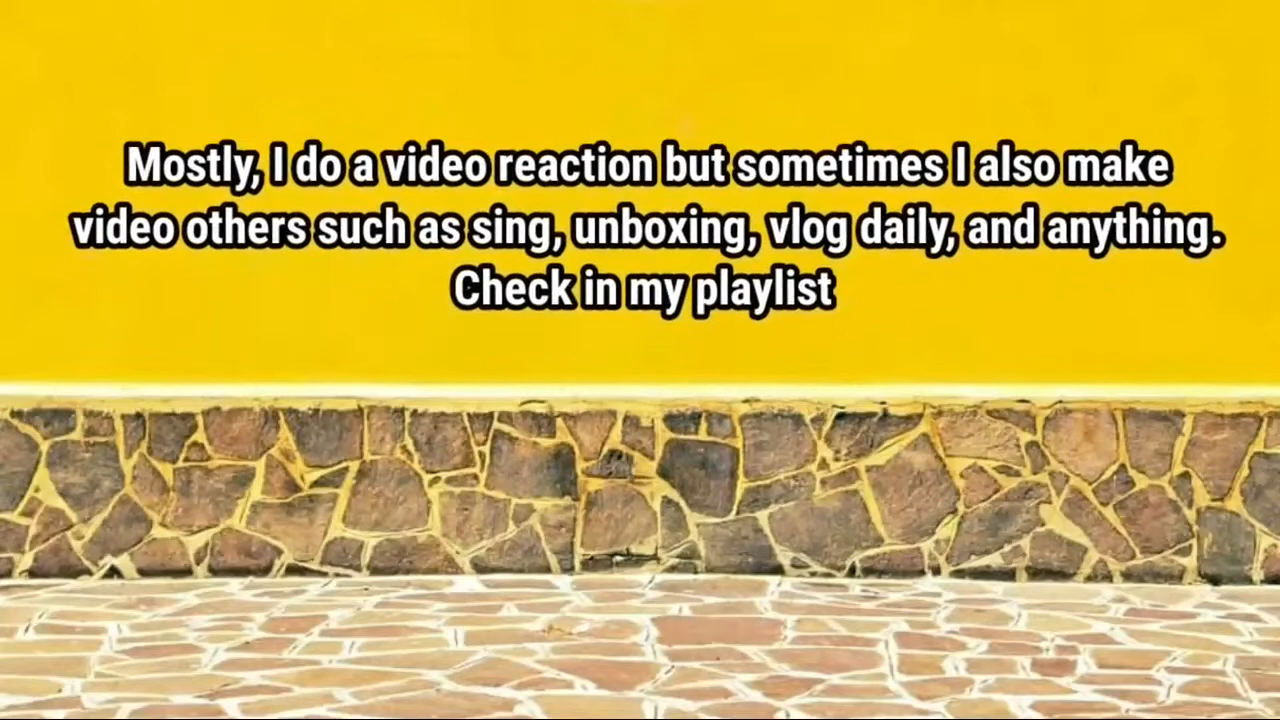 Mostly, I do a video reaction but sometimes I also make
video others such as sing, unboxing, vlog daily, and anything.
Check in my playlist